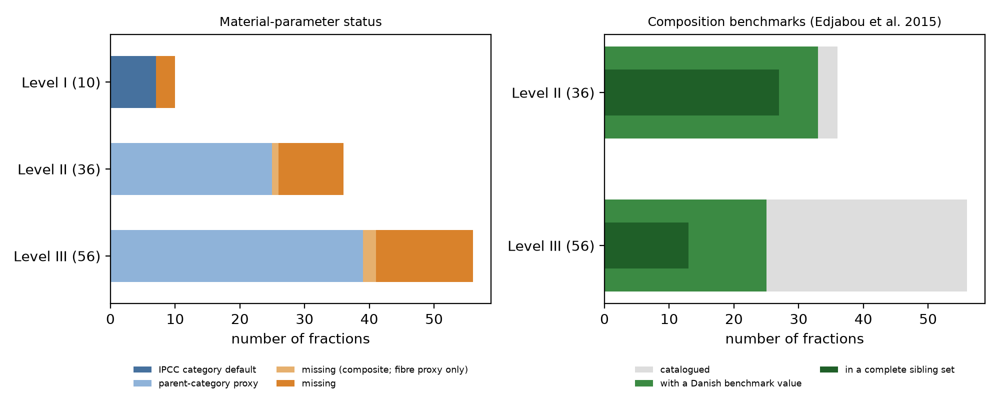 Material-parameter status
Level I (10)
Level II (36)
Level III (56)
0 10 20 30 40 50
number of fractions
IPCC category default
parent-category proxy
missing (composite; fibre proxy only)
missing
Composition benchmarks (Edjabou et al. 2015)
Level II (36)
Level III (56)
0 10 20 30 40 50
number of fractions
catalogued
with a Danish benchmark value
in a complete sibling set